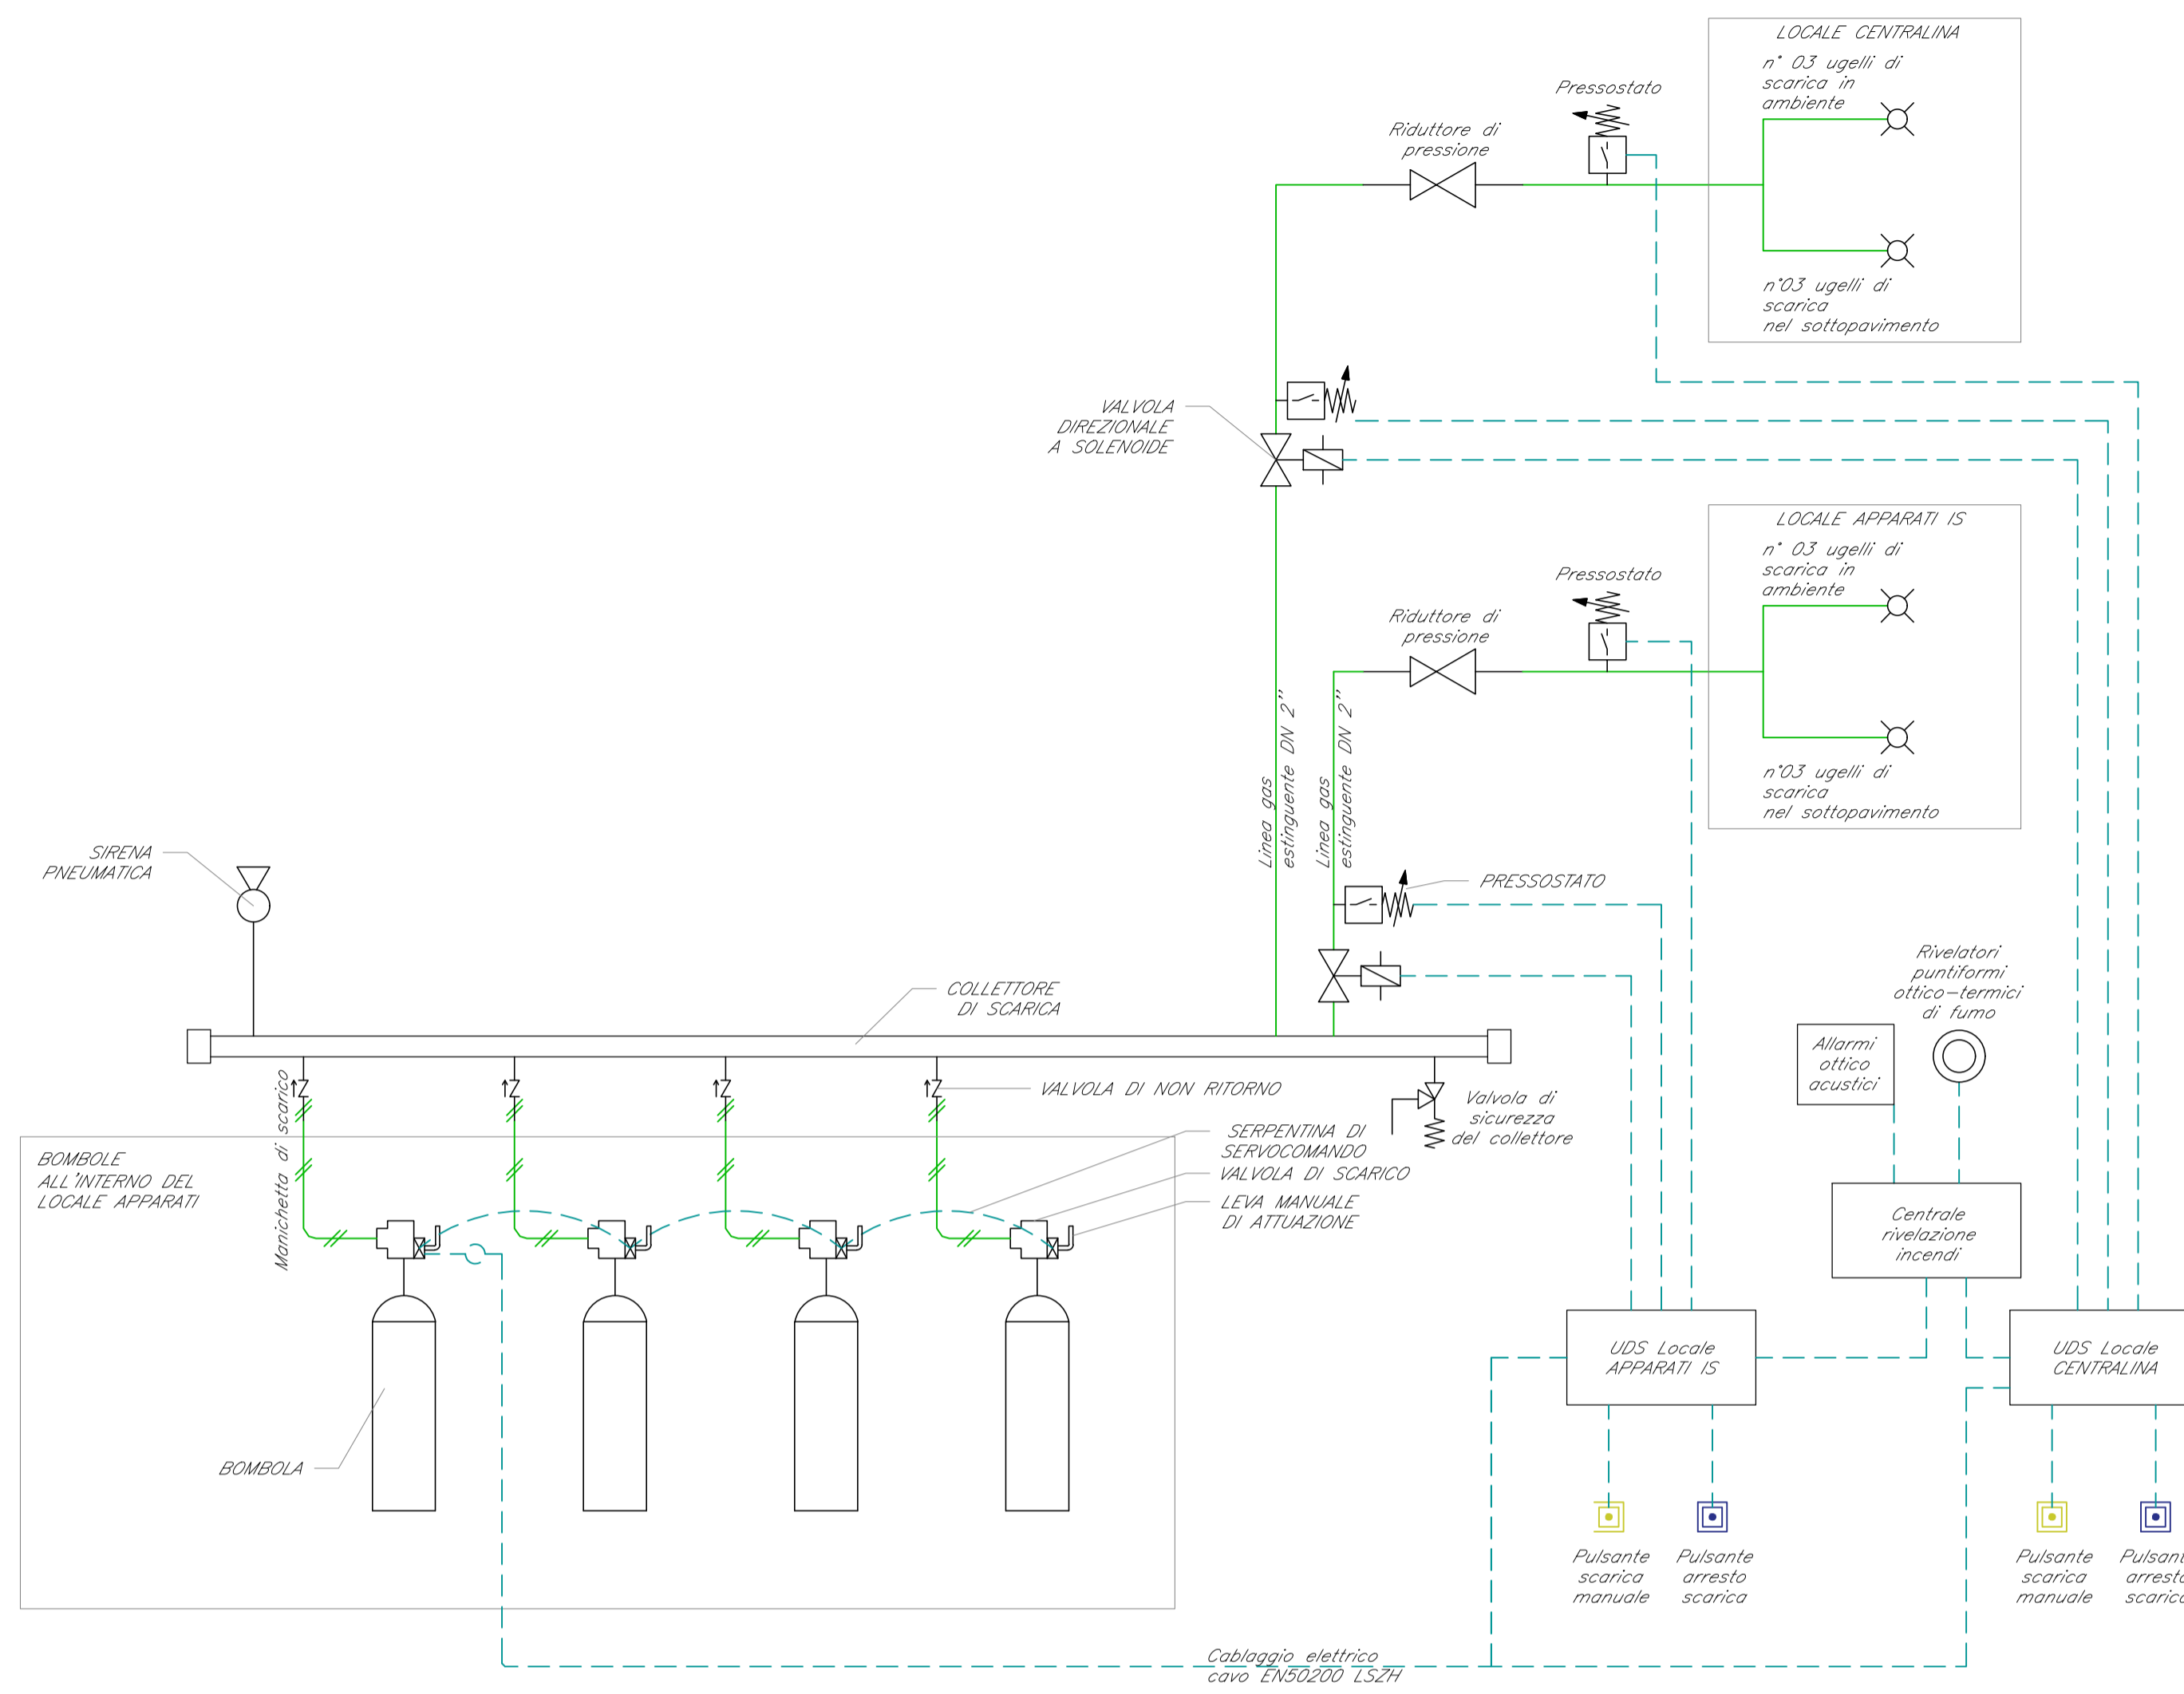 LOCALE CENTRALINA
n° 03 ugelli di
scarica in
ambiente
n°03 ugelli di
scarica
nel sottopavimento
Pressostato
Riduttore di
pressione
VALVOLA
DIREZIONALE
A SOLENOIDE
LOCALE APPARATI IS
n° 03 ugelli di
scarica in
ambiente
n°03 ugelli di
scarica
nel sottopavimento
Pressostato
Riduttore di
pressione
Linea gas
estinguente DN 2''
Linea gas
estinguente DN 2''
SIRENA
PNEUMATICA
PRESSOSTATO
COLLETTORE
DI SCARICA
Rivelatori
puntiformi
ottico-termici
di fumo
Allarmi
ottico
acustici
Manichetta di scarico
VALVOLA DI NON RITORNO
Valvola di
sicurezza
del collettore
SERPENTINA DI
SERVOCOMANDO
VALVOLA DI SCARICO
LEVA MANUALE
DI ATTUAZIONE
BOMBOLE
ALL'INTERNO DEL
LOCALE APPARATI
Centrale
rivelazione
incendi
UDS Locale
APPARATI IS
UDS Locale
CENTRALINA
BOMBOLA
Pulsante
scarica
manuale
Pulsante
arresto
scarica
Pulsante
scarica
manuale
Cablaggio elettrico
cavo EN50200 LSZH